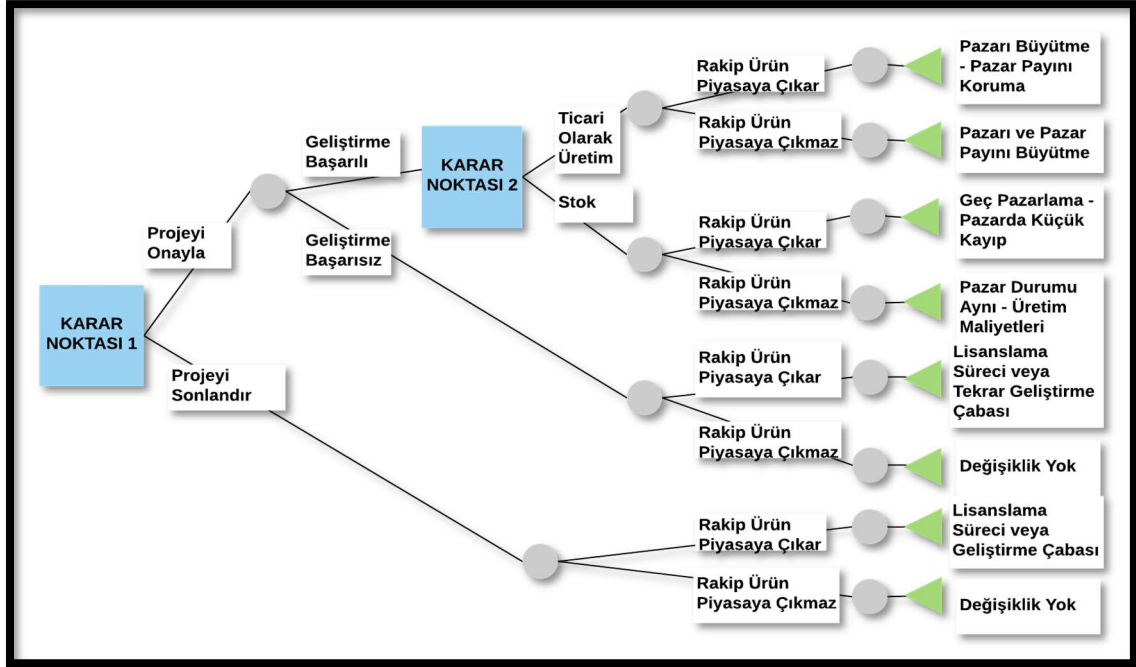 KARAR
NOKTASI 1
Projeyi
Onayla
Projeyi
Sonlandır
Geliştirme
Başarılı
Geliştirme
Başarısız
KARAR
NOKTASI 2
Ticari
Olarak
Üretim
Stok
Rakip Ürün
Piyasaya Çıkar
Pazarı Büyütme
- Pazar Payını
Koruma
Rakip Ürün
Piyasaya Çıkmaz
Pazarı ve Pazar
Payını Büyütme
Rakip Ürün
Piyasaya Çıkar
Geç Pazarlama -
Pazarda Küçük
Kayıp
Rakip Ürün
Piyasaya Çıkmaz
Pazar Durumu
Aynı - Üretim
Maliyetleri
Rakip Ürün
Piyasaya Çıkar
Lisanslama
Süreci veya
Tekrar Geliştirme
Çabası
Rakip Ürün
Piyasaya Çıkmaz
Değişiklik Yok
Rakip Ürün
Piyasaya Çıkar
Lisanslama
Süreci veya
Geliştirme Çabası
Rakip Ürün
Piyasaya Çıkmaz
Değişiklik Yok